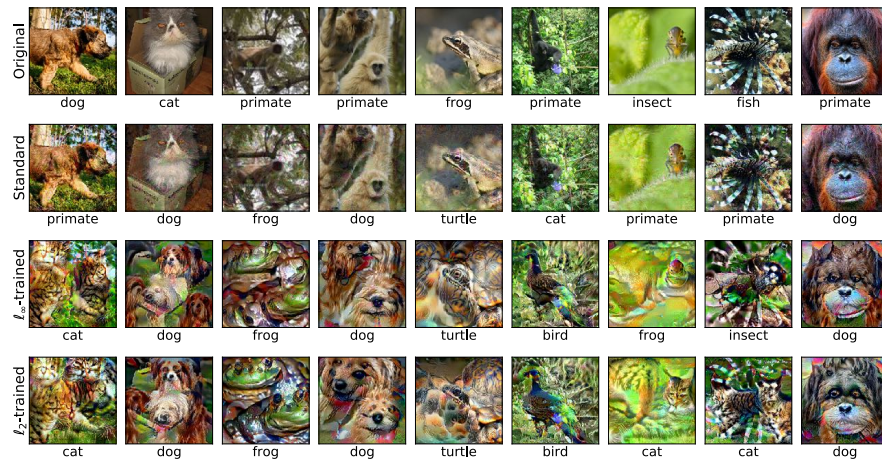 Original
dog cat primate primate frog primate insect fish primate
Standard
primate dog frog dog turtle cat primate primate dog
ℓ∞-trained
cat dog frog dog turtle bird frog insect dog
ℓ2-trained
cat dog frog dog turtle bird cat cat dog